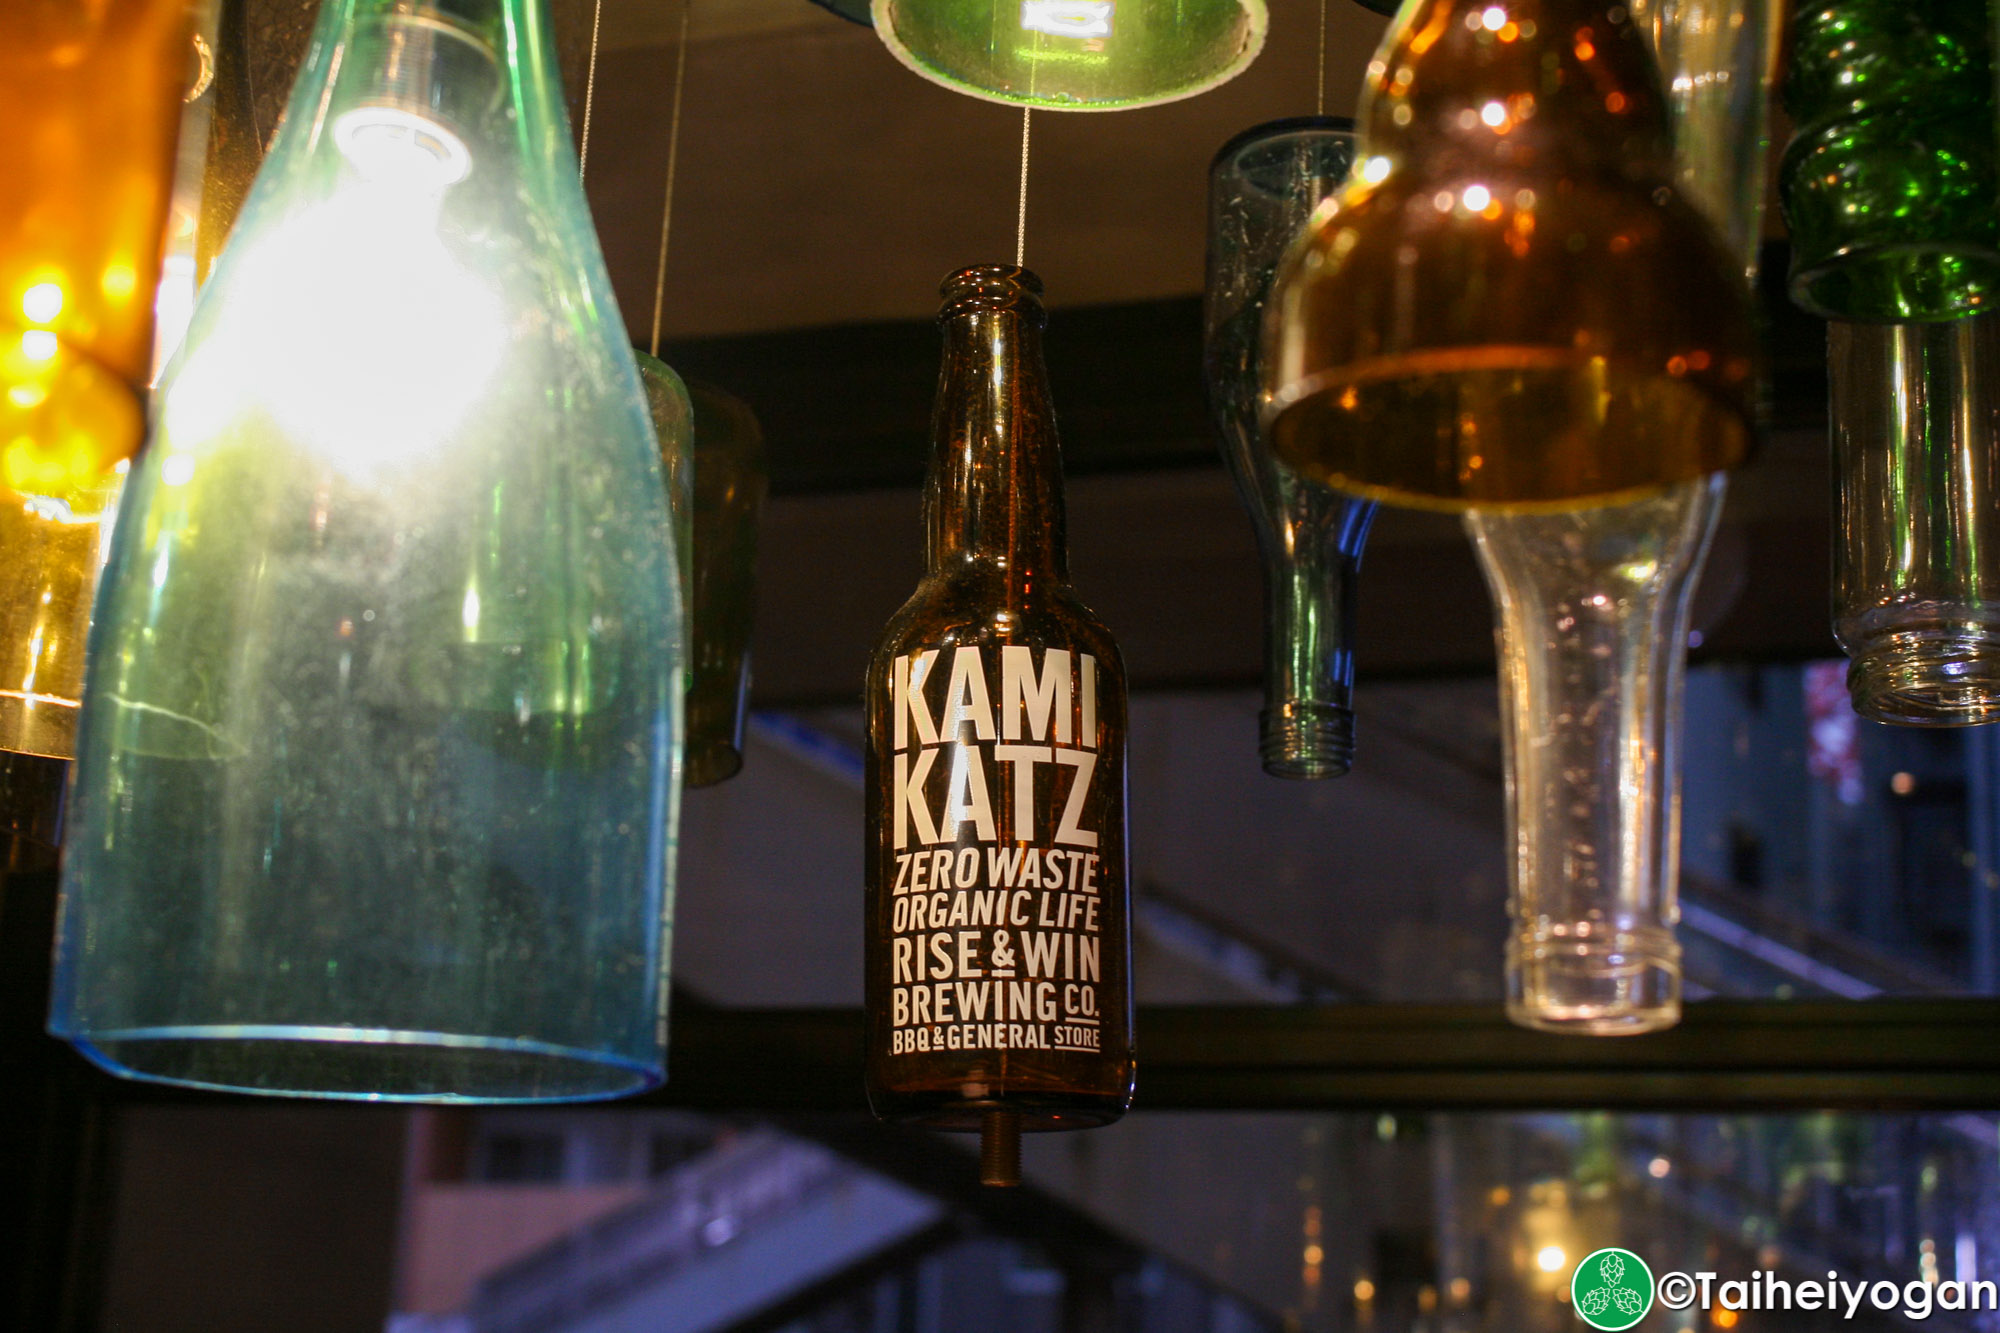 KAMI
KATZ
ZERO WASTE
ORGANIC LIFE
RISE & WIN
BREWING CO.
BBQ & GENERAL STORE
©Taiheiyogan